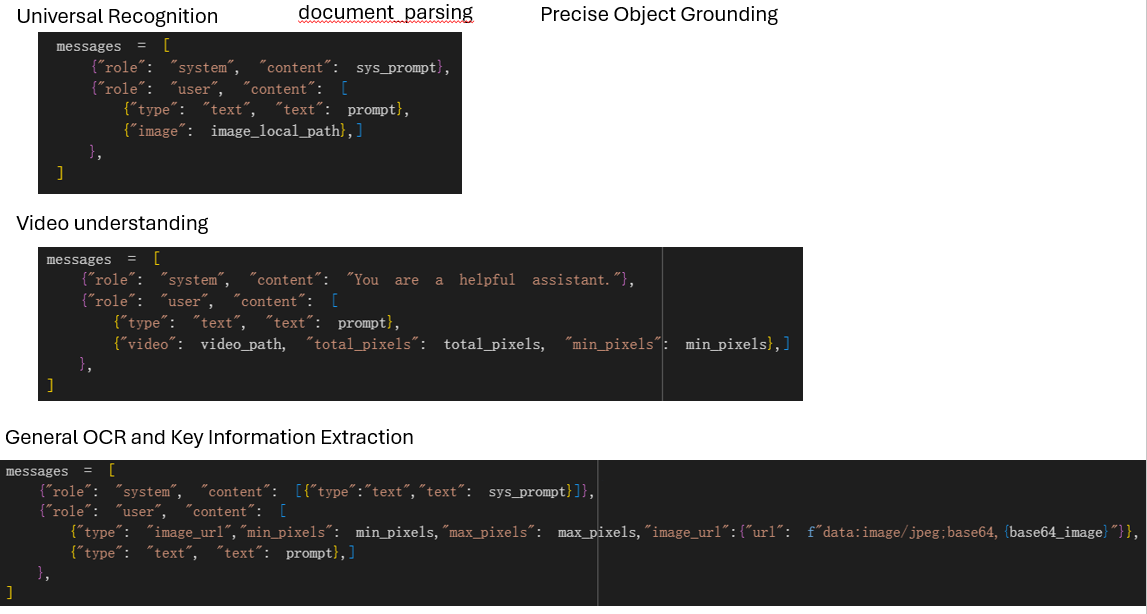 Universal Recognition
document_parsing
Precise Object Grounding
messages = [
{"role": "system", "content": sys_prompt},
{"role": "user", "content": [
{"type": "text", "text": prompt},
{"image": image_local_path},]
},
]
Video understanding
messages = [
{"role": "system", "content": "You are a helpful assistant."},
{"role": "user", "content": [
{"type": "text", "text": prompt},
{"video": video_path, "total_pixels": total_pixels, "min_pixels": min_pixels},]
},
]
General OCR and Key Information Extraction
messages = [
{"role": "system", "content": [{"type":"text","text": sys_prompt}]},
{"role": "user", "content": [
{"type": "image_url","min_pixels": min_pixels,"max_pixels": max_pixels,"image_url":{"url": f"data:image/jpeg;base64,{base64_image}"}},
{"type": "text", "text": prompt},]
},
]